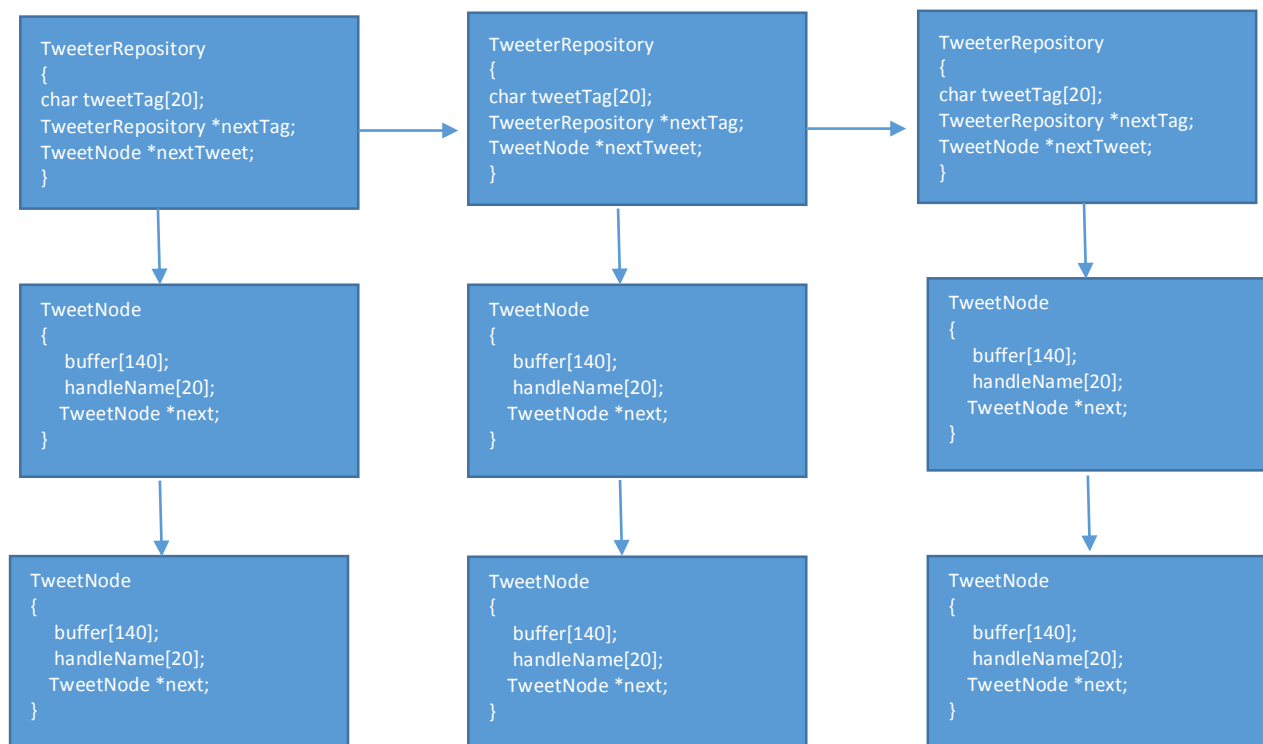 TweeterRepository
{
char tweetTag[20];
TweeterRepository *nextTag;
TweetNode *nextTweet;
}
TweeterRepository
{
char tweetTag[20];
TweeterRepository *nextTag;
TweetNode *nextTweet;
}
TweeterRepository
{
char tweetTag[20];
TweeterRepository *nextTag;
TweetNode *nextTweet;
}
TweetNode
{
buffer[140];
handleName[20];
TweetNode *next;
}
TweetNode
{
buffer[140];
handleName[20];
TweetNode *next;
}
TweetNode
{
buffer[140];
handleName[20];
TweetNode *next;
}
TweetNode
{
buffer[140];
handleName[20];
TweetNode *next;
}
TweetNode
{
buffer[140];
handleName[20];
TweetNode *next;
}
TweetNode
{
buffer[140];
handleName[20];
TweetNode *next;
}